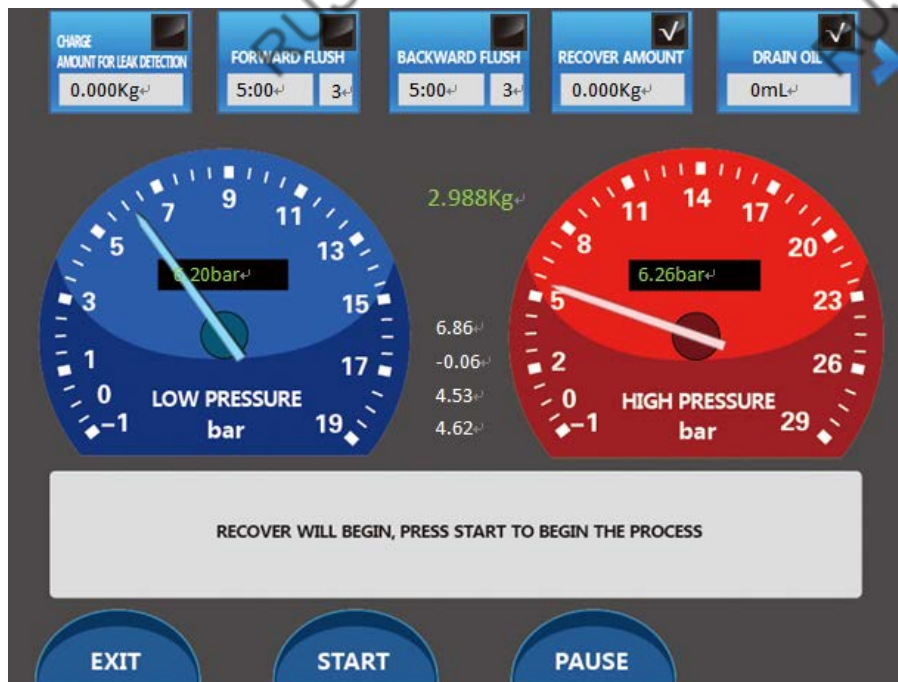 CHARGE
AMOUNT FOR LEAK DETECTION
0.000Kg↵
FORWARD FLUSH
5:00↵ 3↵
BACKWARD FLUSH
5:00↵ 3↵
RECOVER AMOUNT
0.000Kg↵
DRAIN OIL
0mL↵
2.988Kg↵
-1 0 1 3 5 7 9 11 13 15 17 19
6.20bar↵
LOW PRESSURE
bar
6.86↵
-0.06↵
4.53↵
4.62↵
-1 0 2 5 8 11 14 17 20 23 26 29
6.26bar↵
HIGH PRESSURE
bar
RECOVER WILL BEGIN, PRESS START TO BEGIN THE PROCESS
EXIT START PAUSE